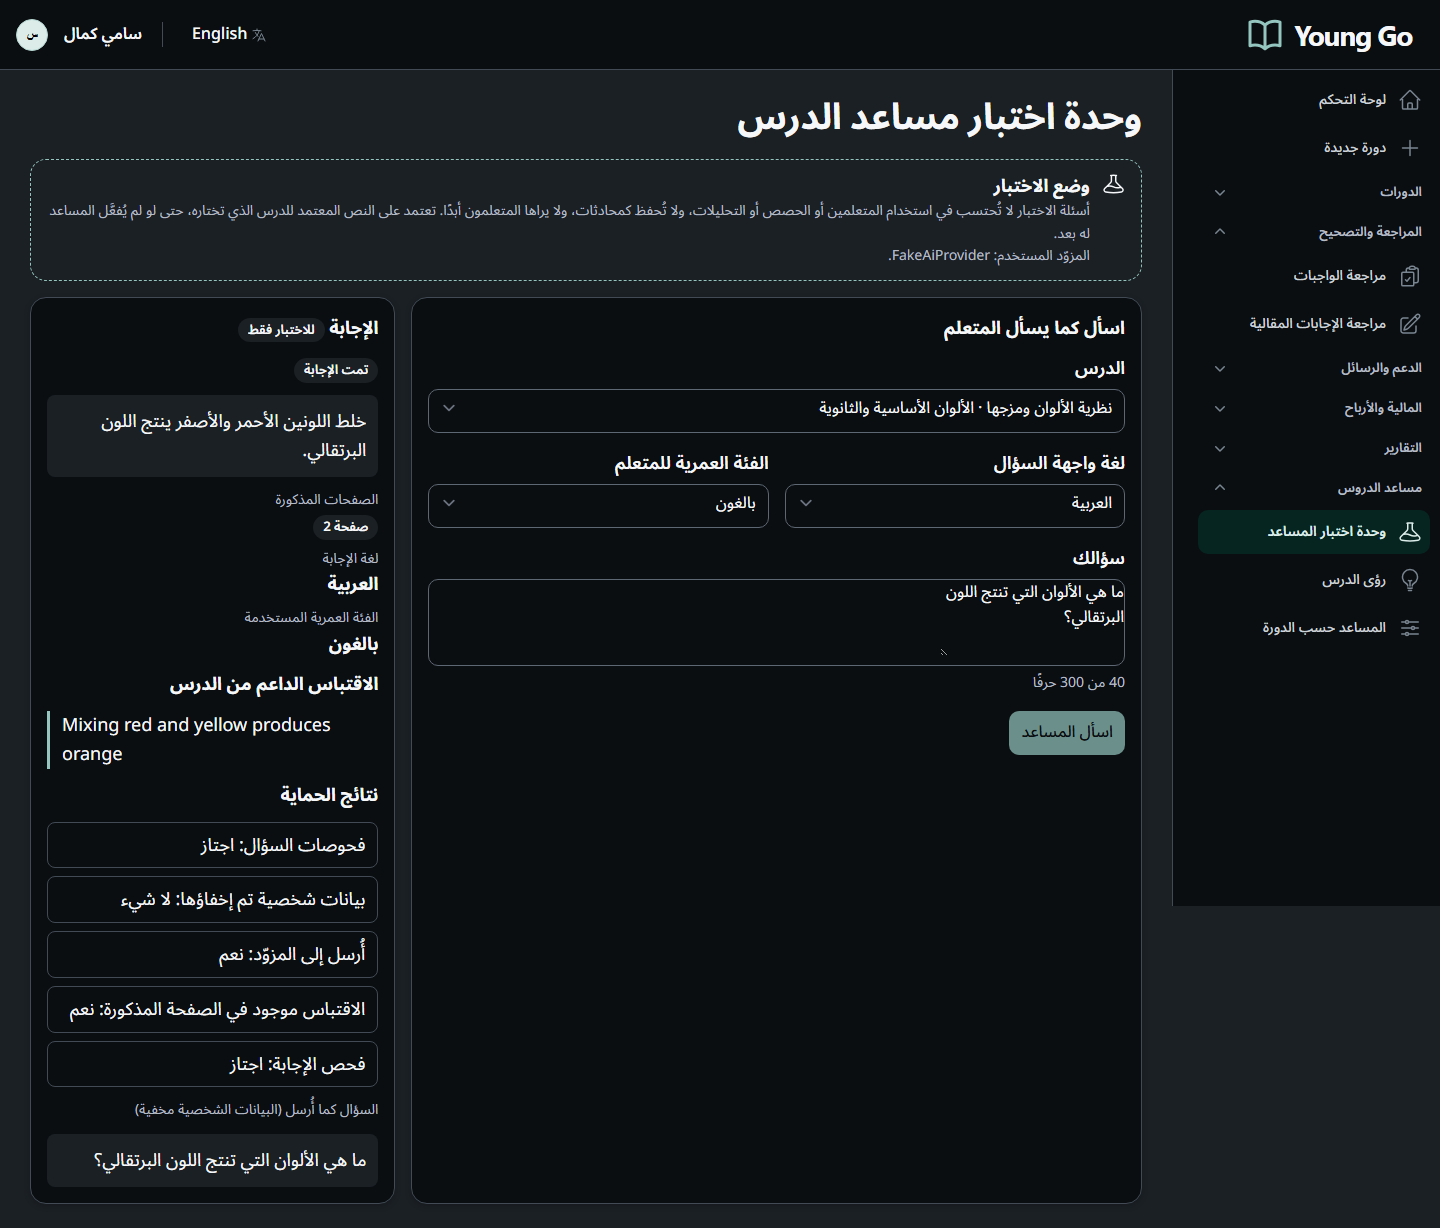 Young Go
English
سامي كمال
س
لوحة التحكم
دورة جديدة
الدورات
المراجعة والتصحيح
مراجعة الواجبات
مراجعة الإجابات المقالية
الدعم والرسائل
المالية والأرباح
التقارير
مساعد الدروس
وحدة اختبار المساعد
رؤى الدرس
المساعد حسب الدورة
وحدة اختبار مساعد الدرس
وضع الاختبار
أسئلة الاختبار لا تُحتسب في استخدام المتعلمين أو الحصص أو التحليلات، ولا تُحفظ كمحادثات، ولا يراها المتعلمون أبدًا. تعتمد على النص المعتمد للدرس الذي تختاره، حتى لو لم يُفعَّل المساعد
له بعد.
المزوّد المستخدم: FakeAiProvider.
اسأل كما يسأل المتعلم
الدرس
نظرية الألوان ومزجها · الألوان الأساسية والثانوية
لغة واجهة السؤال
العربية
الفئة العمرية للمتعلم
بالغون
سؤالك
ما هي الألوان التي تنتج اللون
البرتقالي؟
40 من 300 حرفًا
اسأل المساعد
الإجابة
للاختبار فقط
تمت الإجابة
خلط اللونين الأحمر والأصفر ينتج اللون
البرتقالي.
الصفحات المذكورة
صفحة 2
لغة الإجابة
العربية
الفئة العمرية المستخدمة
بالغون
الاقتباس الداعم من الدرس
Mixing red and yellow produces
orange
نتائج الحماية
فحوصات السؤال: اجتاز
بيانات شخصية تم إخفاؤها: لا شيء
أُرسل إلى المزوّد: نعم
الاقتباس موجود في الصفحة المذكورة: نعم
فحص الإجابة: اجتاز
السؤال كما أُرسل (البيانات الشخصية مخفية)
ما هي الألوان التي تنتج اللون البرتقالي؟